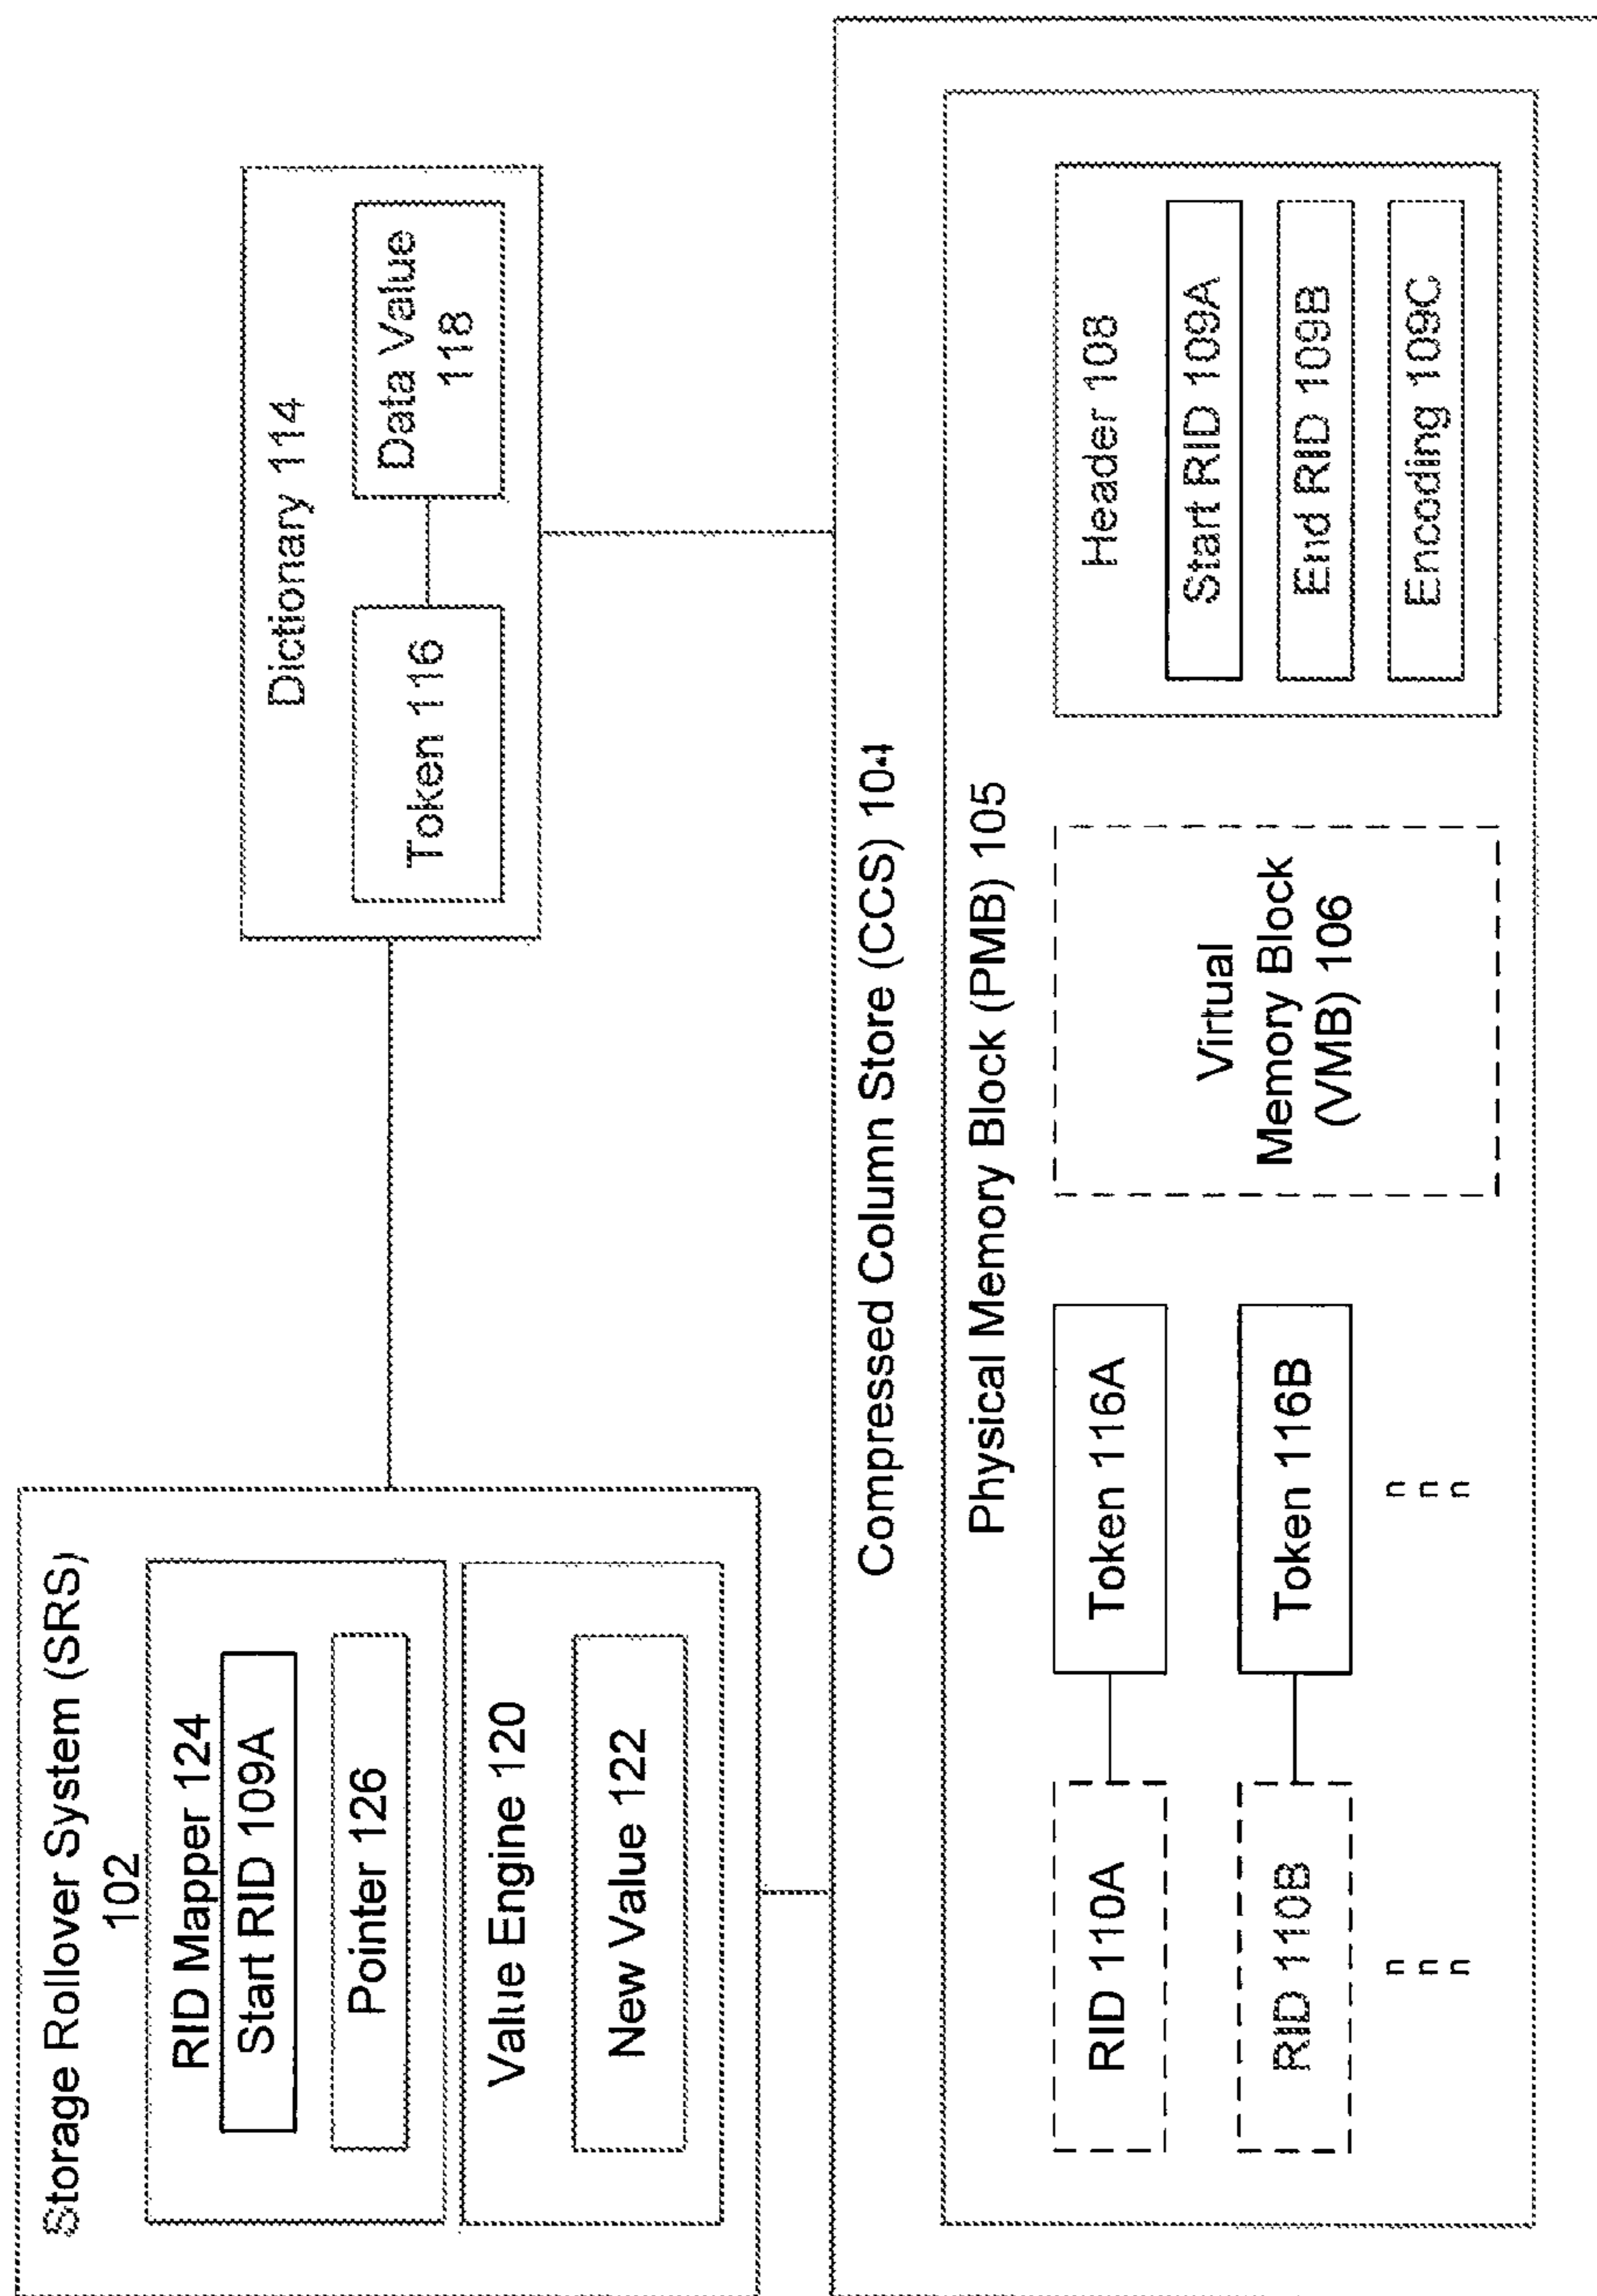 Storage Rollover System (SRS)
102
RID Mapper 124
Start RID 109A
Pointer 126
Value Engine 120
New Value 122
Dictionary 114
Token 116
Data Value
118
Compressed Column Store (CCS) 104
Physical Memory Block (PMB) 105
RID 110A
Token 116A
RID 110B
Token 116B
n
n
n
n
n
n
Virtual
Memory Block
(VMB) 106
Header 108
Start RID 109A
End RID 109B
Encoding 109C